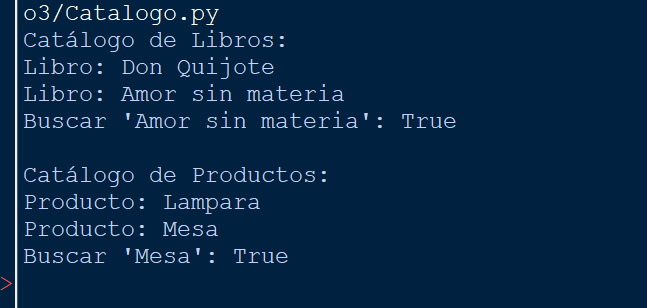 o3/Catalogo.py
Catálogo de Libros:
Libro: Don Quijote
Libro: Amor sin materia
Buscar 'Amor sin materia': True
Catálogo de Productos:
Producto: Lampara
Producto: Mesa
Buscar 'Mesa': True
>